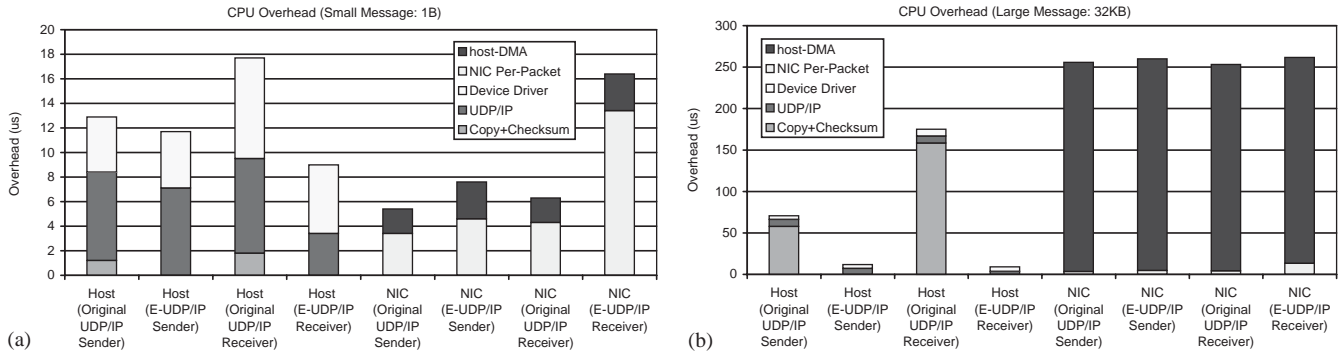 CPU Overhead (Small Message: 1B)
20
18
16
14
12
10
8
6
4
2
0
Overhead (us)
host-DMA
NIC Per-Packet
Device Driver
UDP/IP
Copy+Checksum
Host
(Original
UDP/IP
Sender)
Host
(E-UDP/IP
Sender)
Host
(Original
UDP/IP
Receiver)
Host
(E-UDP/IP
Receiver)
NIC
(Original
UDP/IP
Sender)
NIC
(E-UDP/IP
Sender)
NIC
(Original
UDP/IP
Receiver)
NIC
(E-UDP/IP
Receiver)
(a)
CPU Overhead (Large Message: 32KB)
300
250
200
150
100
50
0
Overhead (us)
host-DMA
NIC Per-Packet
Device Driver
UDP/IP
Copy+Checksum
Host
(Original
UDP/IP
Sender)
Host
(E-UDP/IP
Sender)
Host
(Original
UDP/IP
Receiver)
Host
(E-UDP/IP
Receiver)
NIC
(Original
UDP/IP
Sender)
NIC
(E-UDP/IP
Sender)
NIC
(Original
UDP/IP
Receiver)
NIC
(E-UDP/IP
Receiver)
(b)